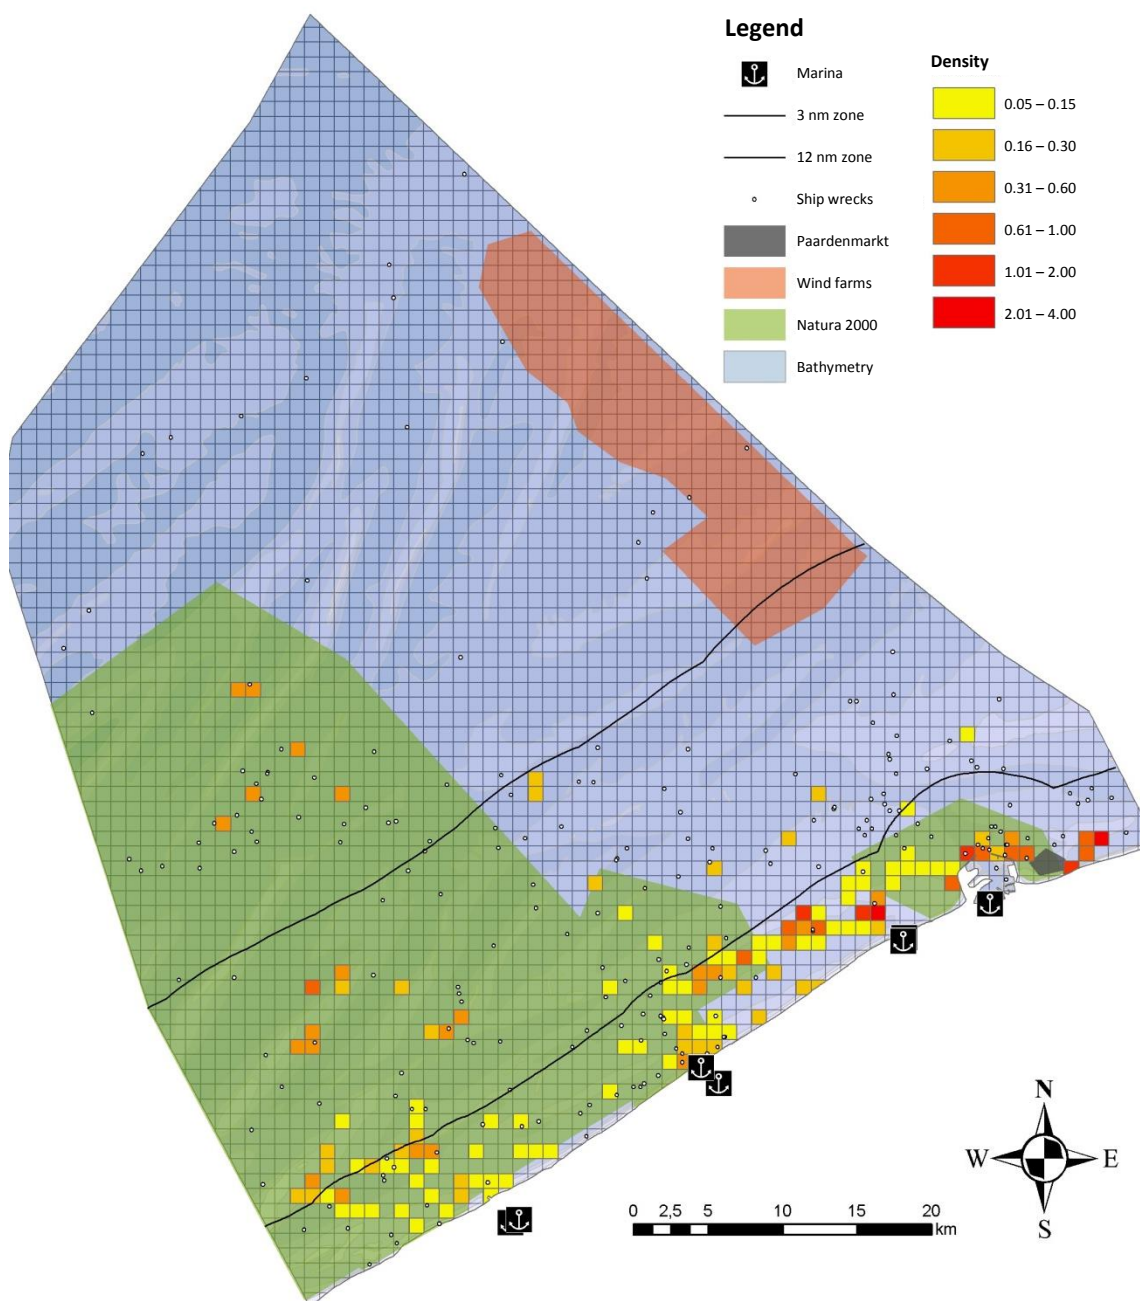 Legend
Marina
3 nm zone
12 nm zone
Ship wrecks
Paardenmarkt
Wind farms
Natura 2000
Bathymetry
Density
0.05 – 0.15
0.16 – 0.30
0.31 – 0.60
0.61 – 1.00
1.01 – 2.00
2.01 – 4.00
N
W E
S
0 2,5 5 10 15 20
km